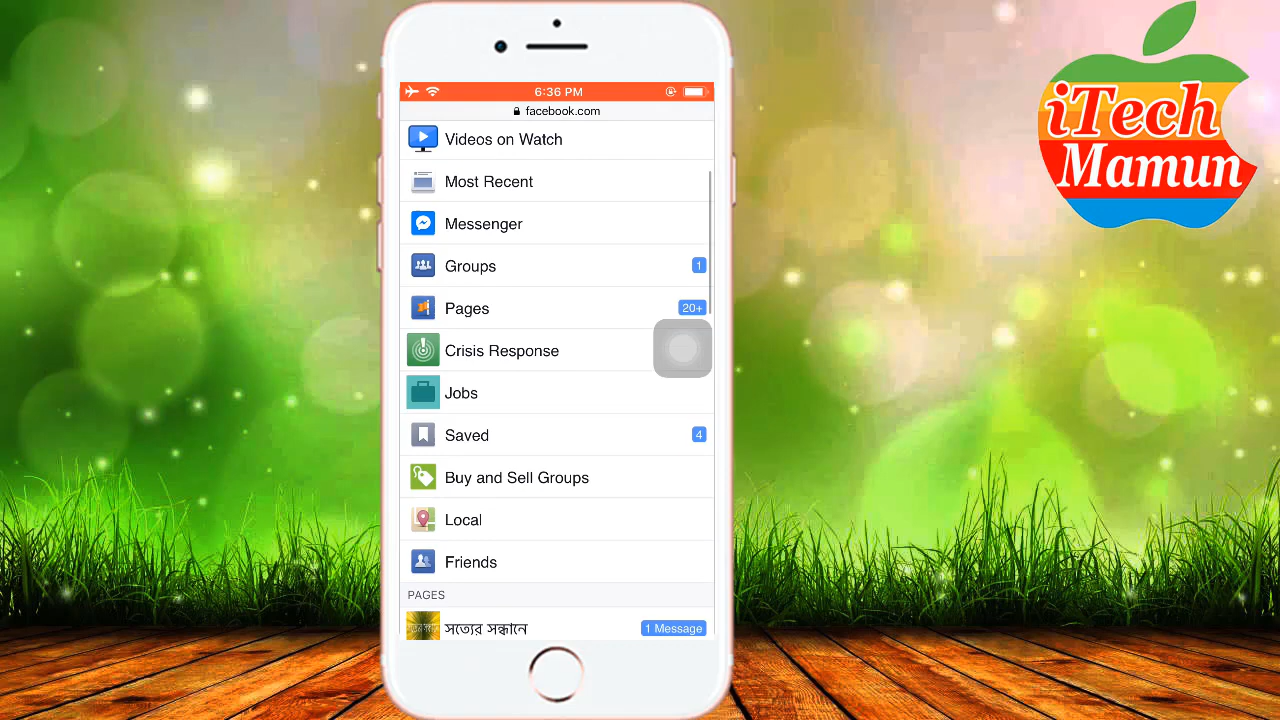 6:36 PM
facebook.com
Videos on Watch
Most Recent
Messenger
Groups 1
Pages 20+
Crisis Response
Jobs
Saved 4
Buy and Sell Groups
Local
Friends
PAGES
সত্যের সন্ধানে 1 Message
iTech
Mamun